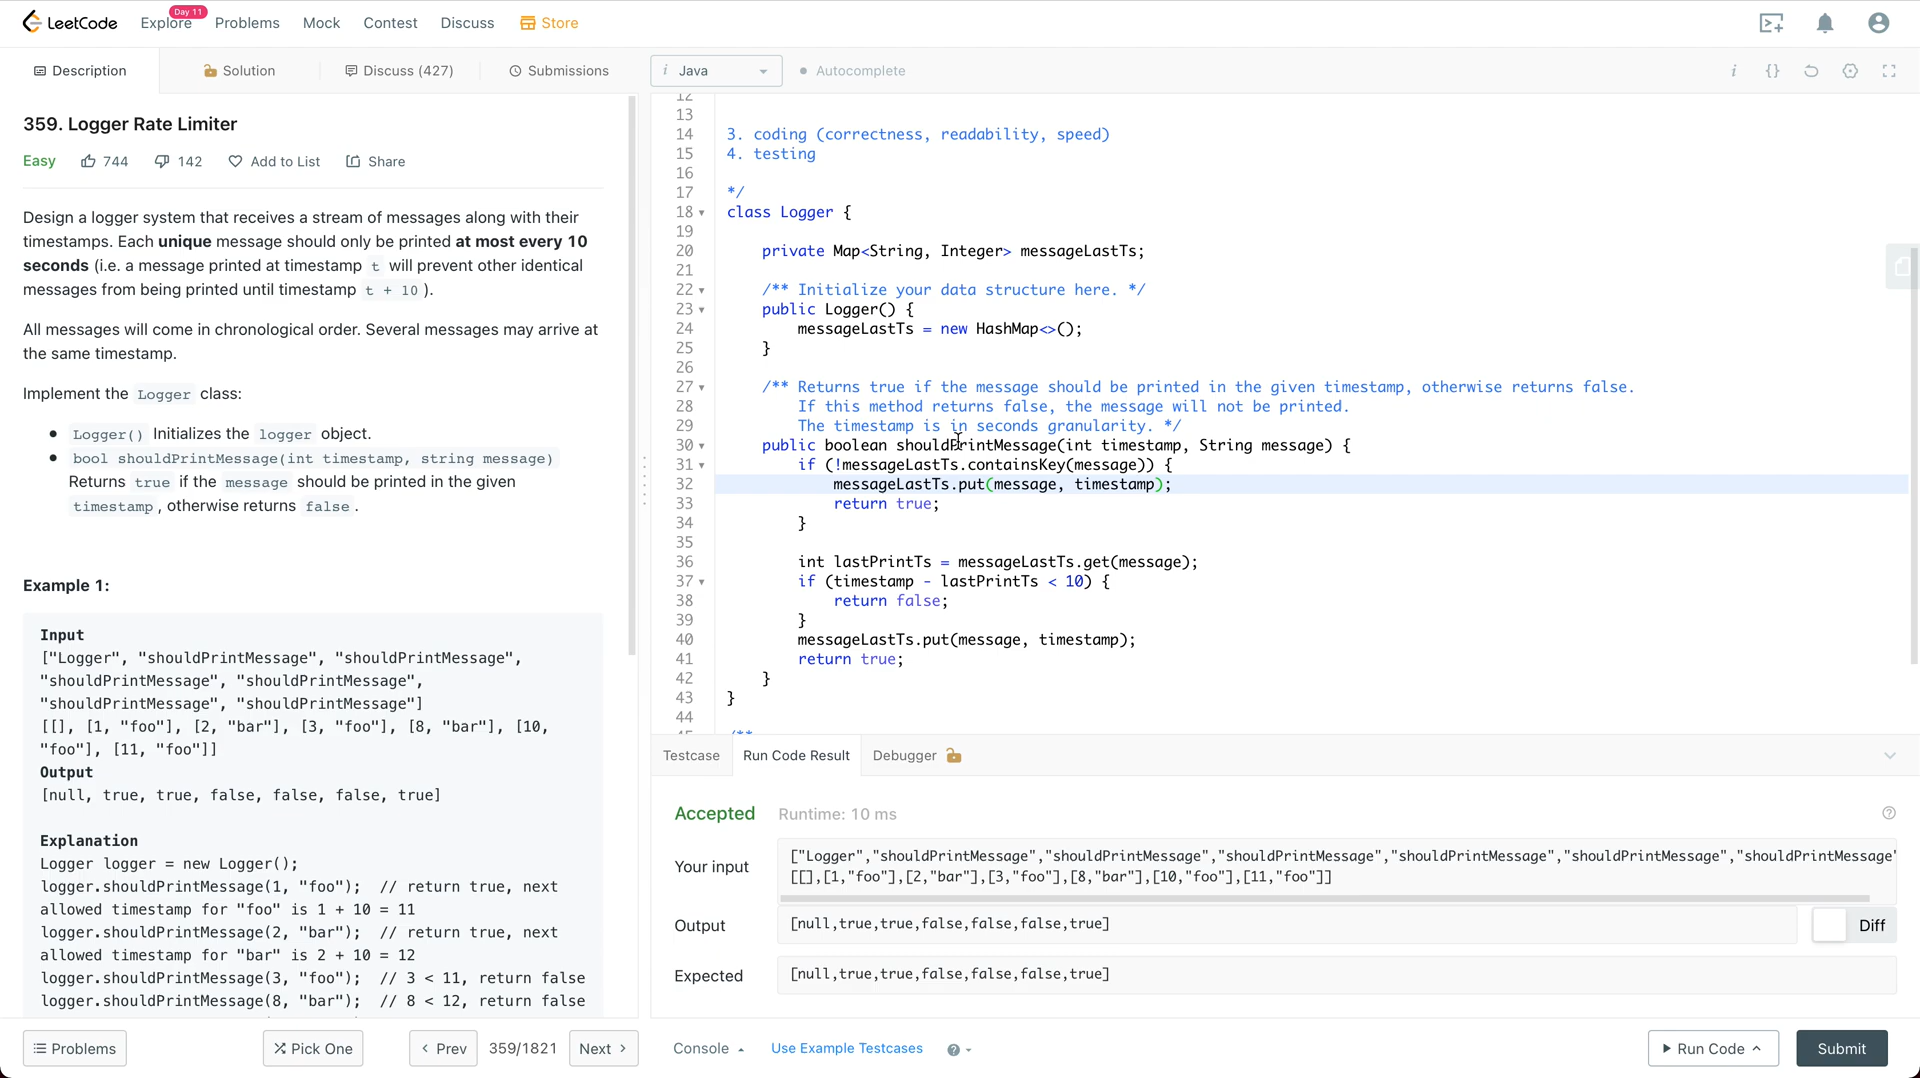 LeetCode Explore Day 11 Problems Mock Contest Discuss Store
Description Solution Discuss (427) Submissions
i Java Autocomplete
359. Logger Rate Limiter
Easy 744 142 Add to List Share
Design a logger system that receives a stream of messages along with their
timestamps. Each unique message should only be printed at most every 10
seconds (i.e. a message printed at timestamp t will prevent other identical
messages from being printed until timestamp t + 10 ).
All messages will come in chronological order. Several messages may arrive at
the same timestamp.
Implement the Logger class:
Logger() Initializes the logger object.
bool shouldPrintMessage(int timestamp, string message)
Returns true if the message should be printed in the given
timestamp , otherwise returns false .
Example 1:
Input
["Logger", "shouldPrintMessage", "shouldPrintMessage",
"shouldPrintMessage", "shouldPrintMessage",
"shouldPrintMessage", "shouldPrintMessage"]
[[], [1, "foo"], [2, "bar"], [3, "foo"], [8, "bar"], [10,
"foo"], [11, "foo"]]
Output
[null, true, true, false, false, false, true]
Explanation
Logger logger = new Logger();
logger.shouldPrintMessage(1, "foo"); // return true, next
allowed timestamp for "foo" is 1 + 10 = 11
logger.shouldPrintMessage(2, "bar"); // return true, next
allowed timestamp for "bar" is 2 + 10 = 12
logger.shouldPrintMessage(3, "foo"); // 3 < 11, return false
logger.shouldPrintMessage(8, "bar"); // 8 < 12, return false
12
13
14 3. coding (correctness, readability, speed)
15 4. testing
16
17 */
18 class Logger {
19
20 private Map<String, Integer> messageLastTs;
21
22 /** Initialize your data structure here. */
23 public Logger() {
24 messageLastTs = new HashMap<>();
25 }
26
27 /** Returns true if the message should be printed in the given timestamp, otherwise returns false.
28 If this method returns false, the message will not be printed.
29 The timestamp is in seconds granularity. */
30 public boolean shouldPrintMessage(int timestamp, String message) {
31 if (!messageLastTs.containsKey(message)) {
32 messageLastTs.put(message, timestamp);
33 return true;
34 }
35
36 int lastPrintTs = messageLastTs.get(message);
37 if (timestamp - lastPrintTs < 10) {
38 return false;
39 }
40 messageLastTs.put(message, timestamp);
41 return true;
42 }
43 }
44
45 /**
Testcase Run Code Result Debugger
Accepted Runtime: 10 ms
Your input
["Logger","shouldPrintMessage","shouldPrintMessage","shouldPrintMessage","shouldPrintMessage","shouldPrintMessage","shouldPrintMessage"
[[],[1,"foo"],[2,"bar"],[3,"foo"],[8,"bar"],[10,"foo"],[11,"foo"]]
Output [null,true,true,false,false,false,true] Diff
Expected [null,true,true,false,false,false,true]
Problems Pick One < Prev 359/1821 Next > Console Use Example Testcases Run Code Submit